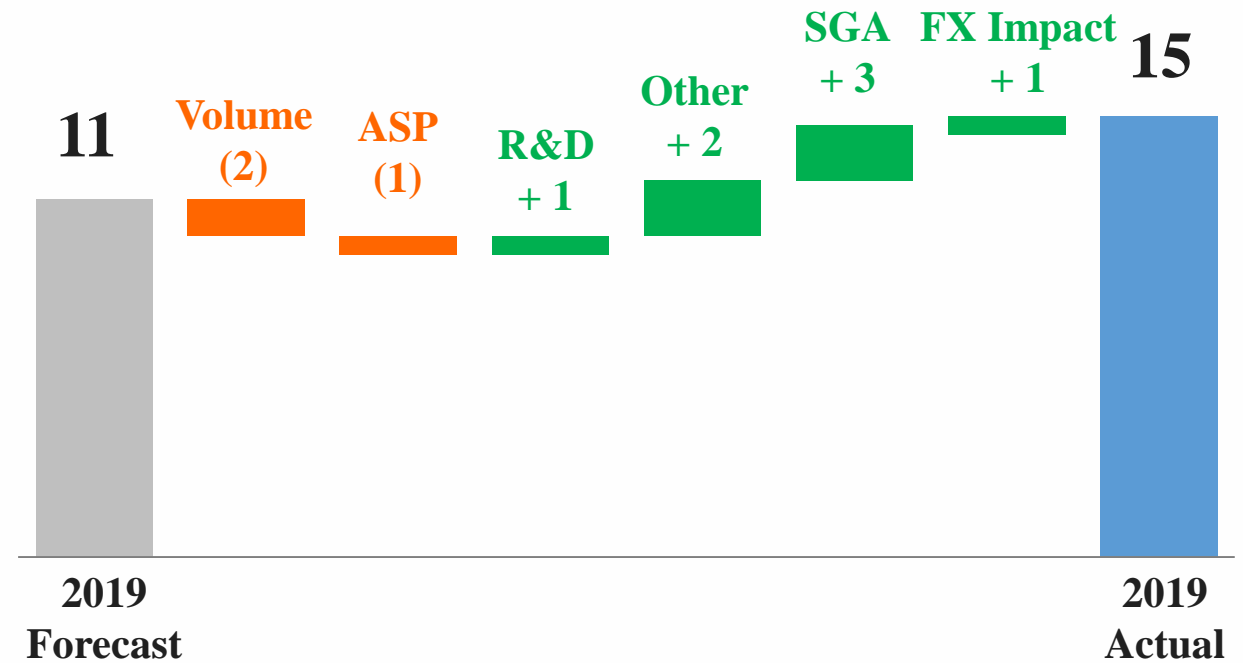 11
Volume
(2)
ASP
(1)
R&D
+ 1
Other
+ 2
SGA
+ 3
FX Impact
+ 1
15
2019
Forecast
2019
Actual